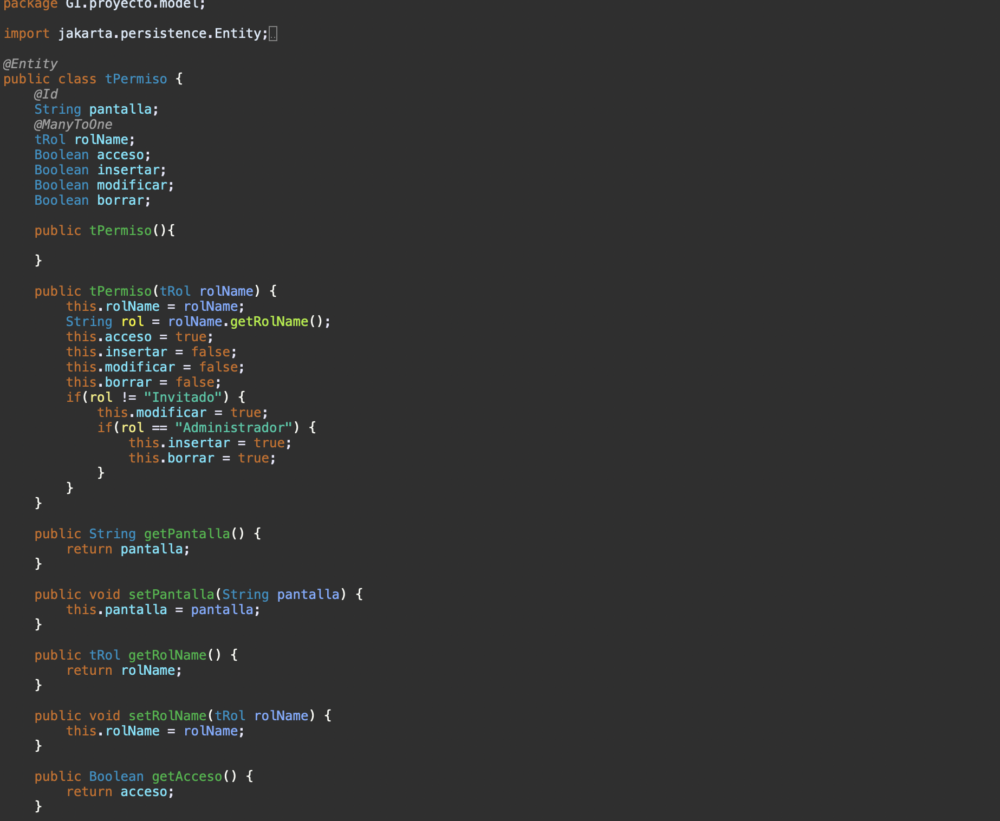 package GI.proyecto.model;
import jakarta.persistence.Entity;
@Entity
public class tPermiso {
@Id
String pantalla;
@ManyToOne
tRol rolName;
Boolean acceso;
Boolean insertar;
Boolean modificar;
Boolean borrar;
public tPermiso(){
}
public tPermiso(tRol rolName) {
this.rolName = rolName;
String rol = rolName.getRolName();
this.acceso = true;
this.insertar = false;
this.modificar = false;
this.borrar = false;
if(rol != "Invitado") {
this.modificar = true;
if(rol == "Administrador") {
this.insertar = true;
this.borrar = true;
}
}
}
public String getPantalla() {
return pantalla;
}
public void setPantalla(String pantalla) {
this.pantalla = pantalla;
}
public tRol getRolName() {
return rolName;
}
public void setRolName(tRol rolName) {
this.rolName = rolName;
}
public Boolean getAcceso() {
return acceso;
}